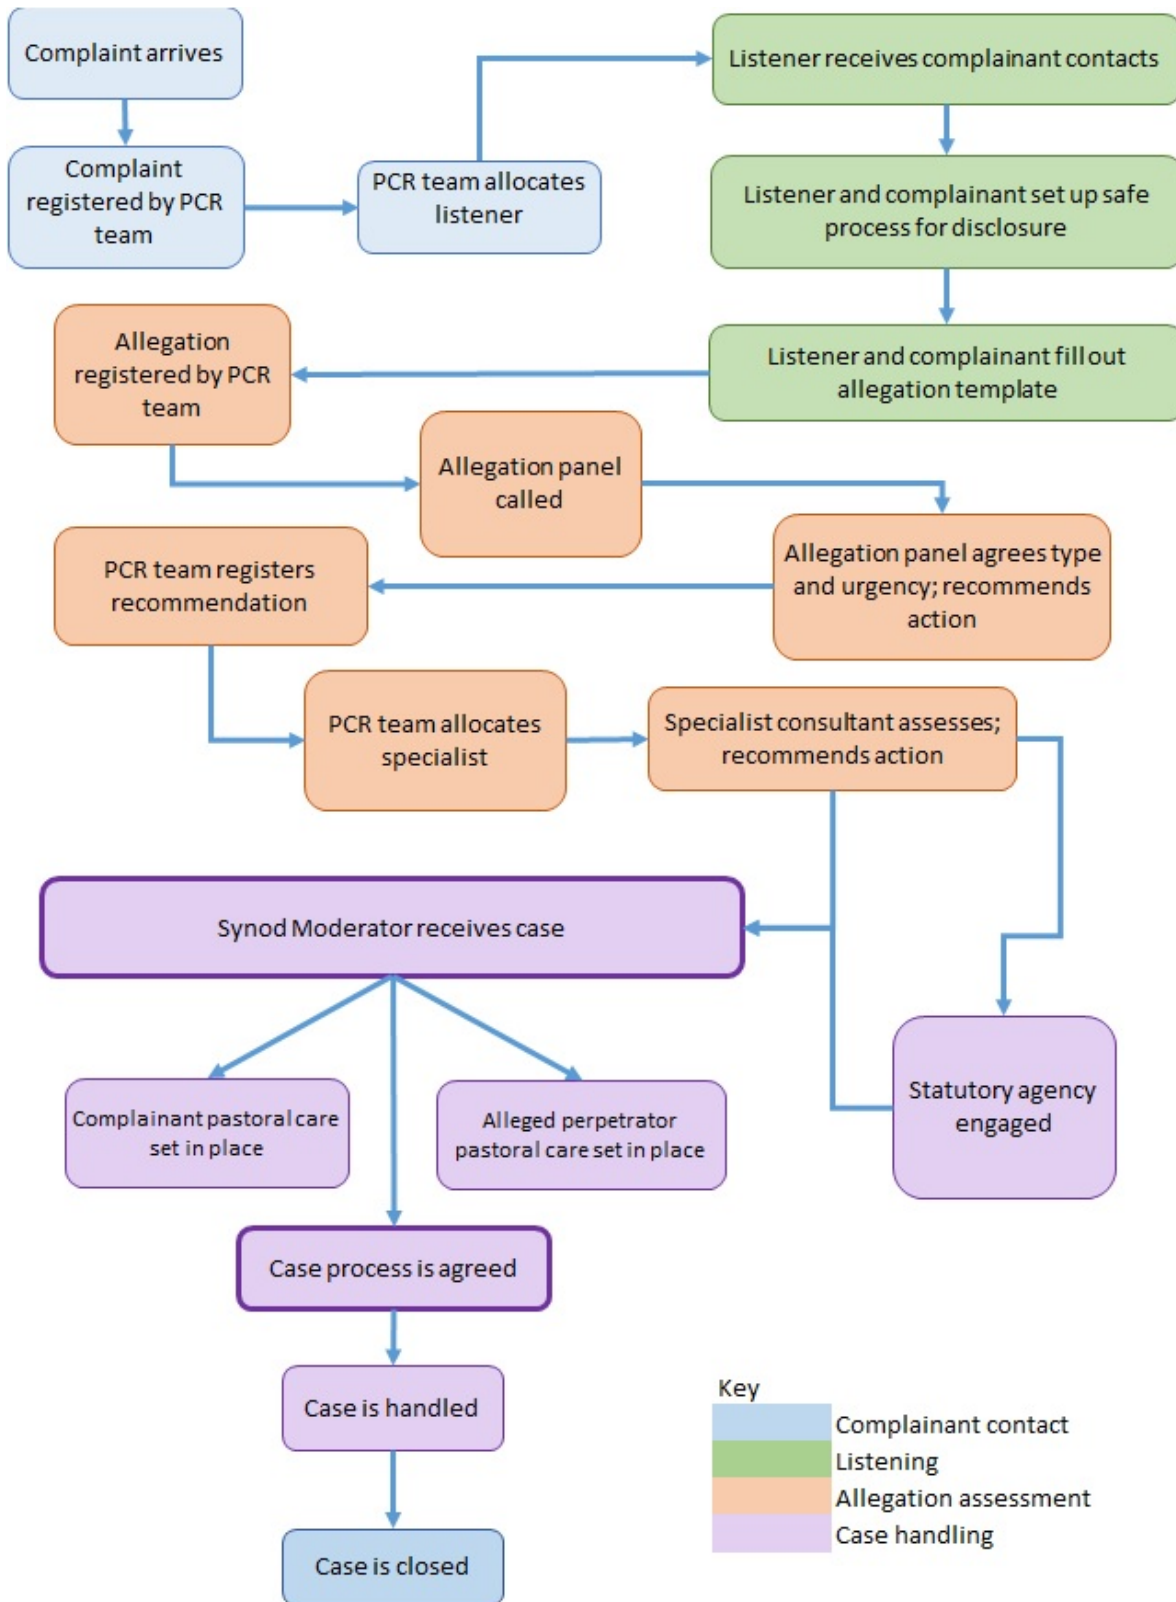 Complaint arrives
Complaint
registered by PCR
team
PCR team allocates
listener
Listener receives complainant contacts
Listener and complainant set up safe
process for disclosure
Listener and complainant fill out
allegation template
Allegation
registered by PCR
team
Allegation panel
called
Allegation panel agrees type
and urgency; recommends
action
PCR team registers
recommendation
PCR team allocates
specialist
Specialist consultant assesses;
recommends action
Synod Moderator receives case
Statutory agency
engaged
Complainant pastoral care
set in place
Alleged perpetrator
pastoral care set in place
Case process is agreed
Case is handled
Case is closed
Key
Complainant contact
Listening
Allegation assessment
Case handling